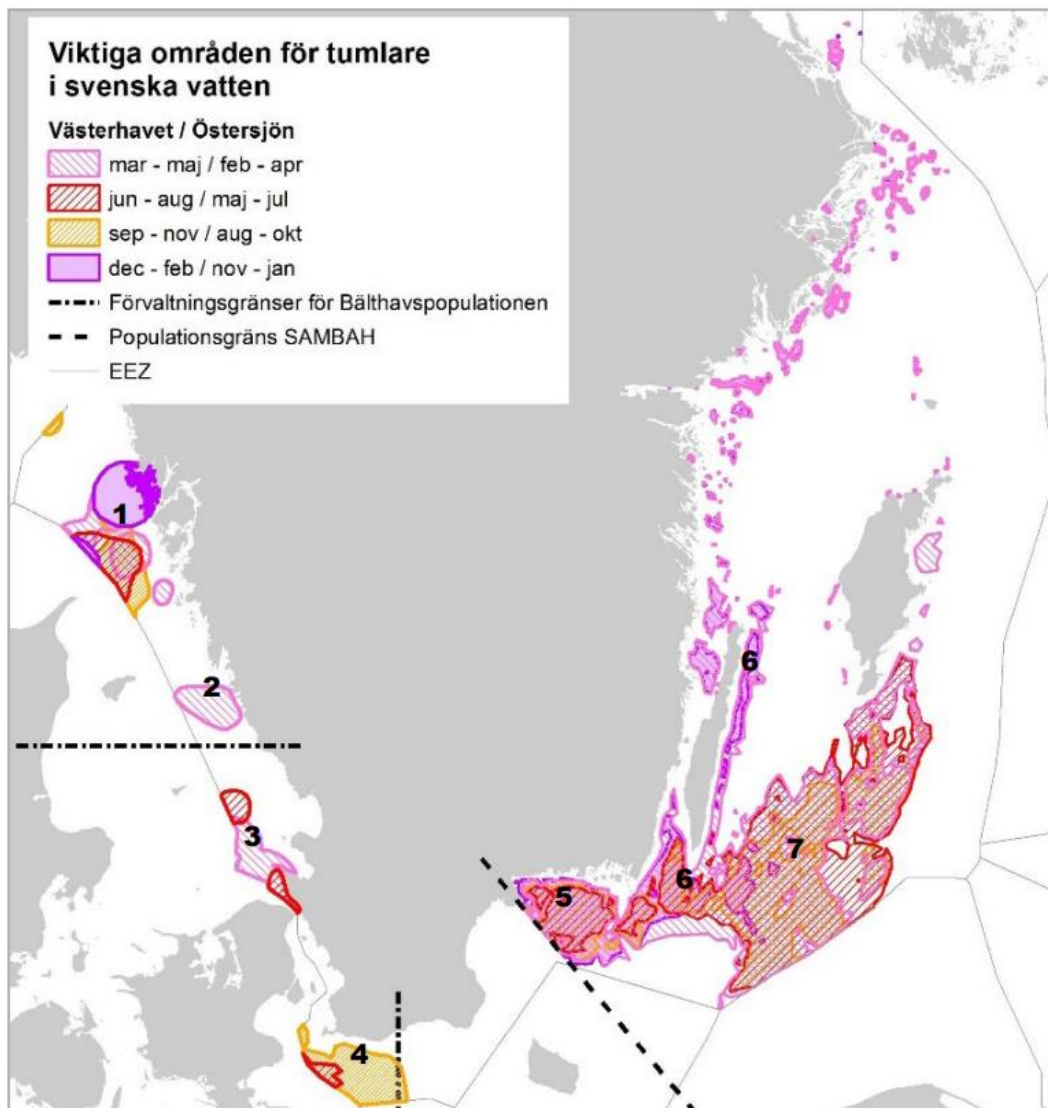 Viktiga områden för tumlare
i svenska vatten
Västerhavet / Östersjön
mar - maj / feb - apr
jun - aug / maj - jul
sep - nov / aug - okt
dec - feb / nov - jan
Förvaltningsgränser för Bälthavspopulationen
Populationsgräns SAMBAH
EEZ
1
2
6
3
7
6
5
4